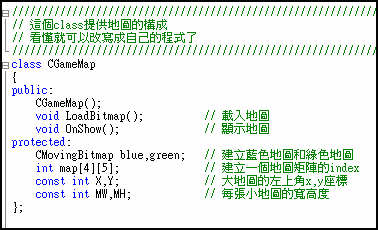 ////////////////////////////////////////////////////////////
// 這個class提供地圖的構成
// 看懂就可以改寫成自己的程式了
////////////////////////////////////////////////////////////
class CGameMap
{
public:
    CGameMap();
    void LoadBitmap();          // 載入地圖
    void OnShow();              // 顯示地圖
protected:
    CMovingBitmap blue,green;   // 建立藍色地圖和綠色地圖
    int map[4][5];              // 建立一個地圖矩陣的index
    const int X,Y;              // 大地圖的左上角x,y座標
    const int MW,MH;            // 每張小地圖的寬高度
};